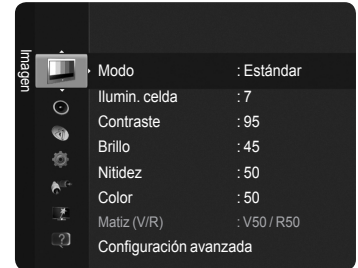 Imagen
Modo : Estándar
Ilumin. celda : 7
Contraste : 95
Brillo : 45
Nitidez : 50
Color : 50
Matiz (V/R) : V50 / R50
Configuración avanzada